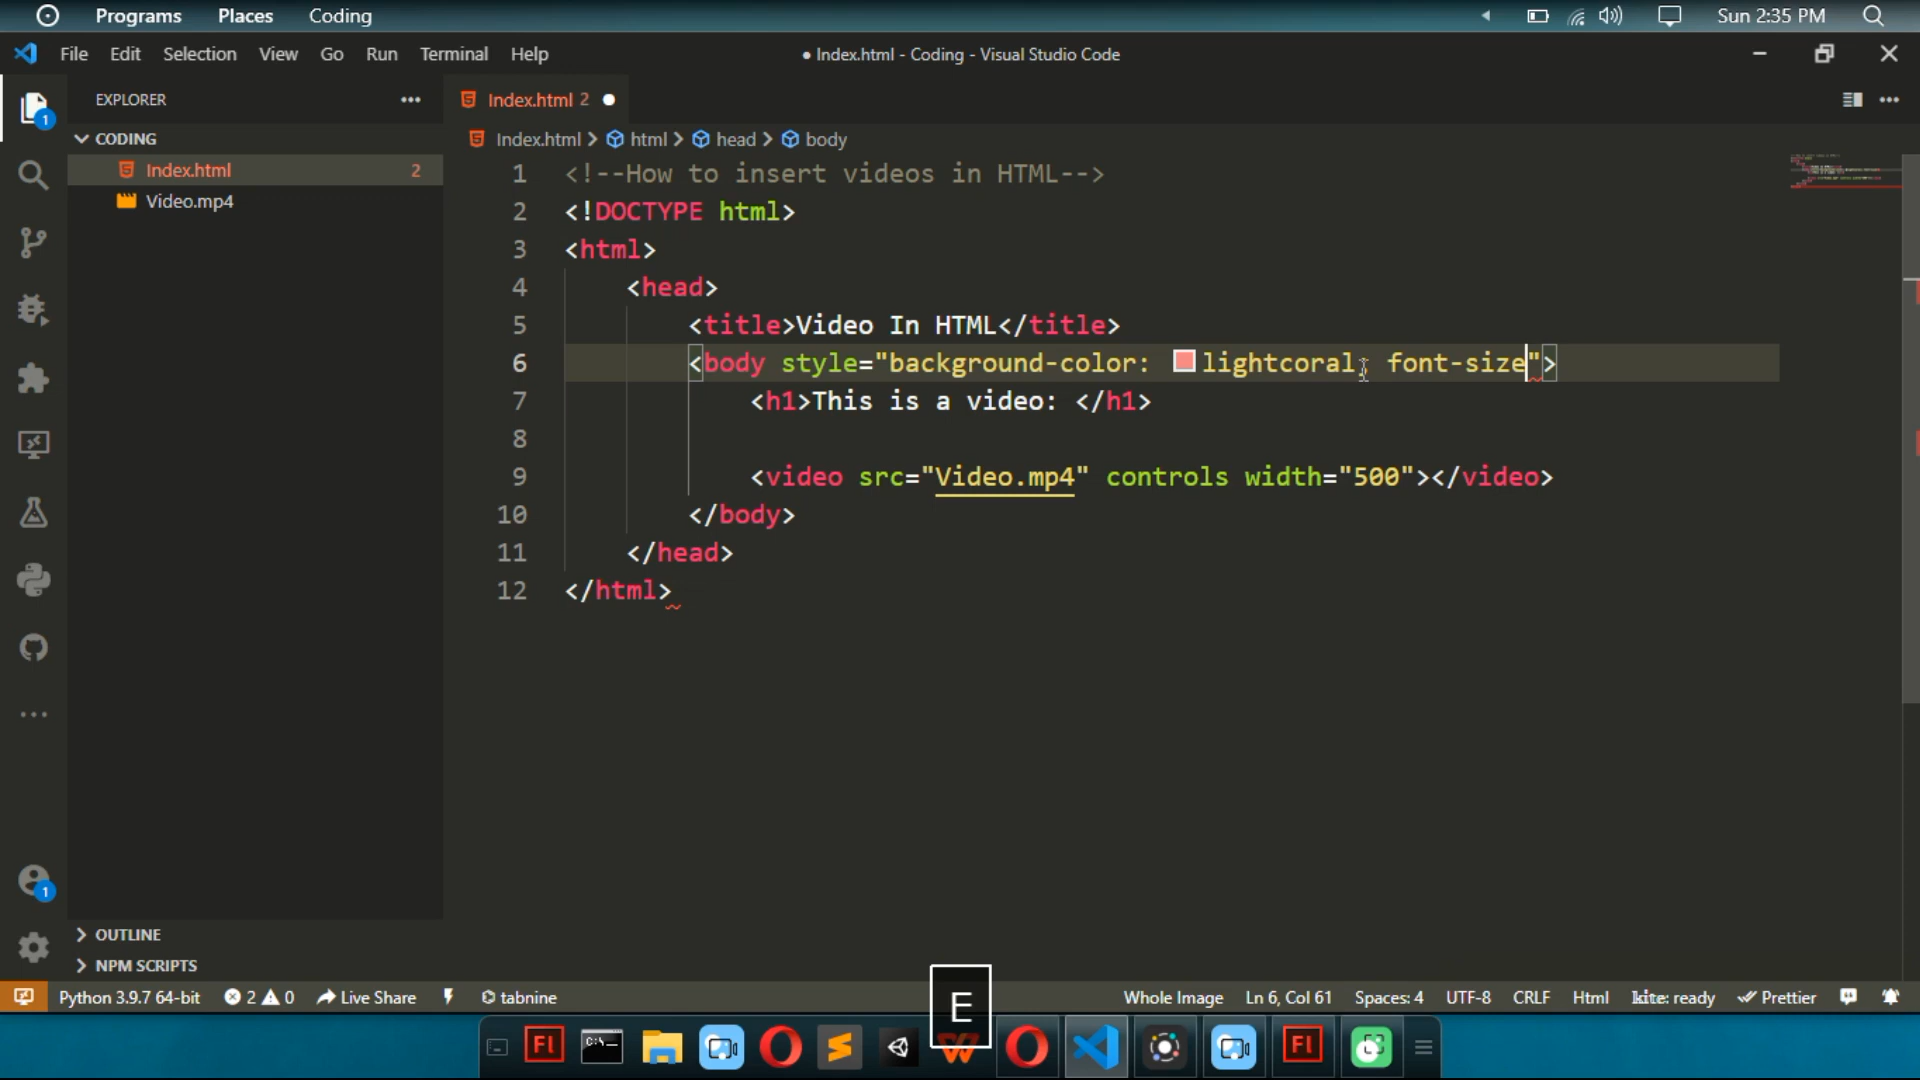 Programs Places Coding Sun 2:35 PM
File Edit Selection View Go Run Terminal Help ● Index.html - Coding - Visual Studio Code
EXPLORER ··· Index.html 2 ●
CODING
Index.html 2
Video.mp4
Index.html > html > head > body
1 <!--How to insert videos in HTML-->
2 <!DOCTYPE html>
3 <html>
4 <head>
5 <title>Video In HTML</title>
6 <body style="background-color: lightcoral; font-size">
7 <h1>This is a video: </h1>
8
9 <video src="Video.mp4" controls width="500"></video>
10 </body>
11 </head>
12 </html>
1
1
OUTLINE
NPM SCRIPTS
Python 3.9.7 64-bit 2 0 Live Share tabnine Whole Image Ln 6, Col 61 Spaces: 4 UTF-8 CRLF Html kite: ready Prettier
E
Fl C:\ Fl